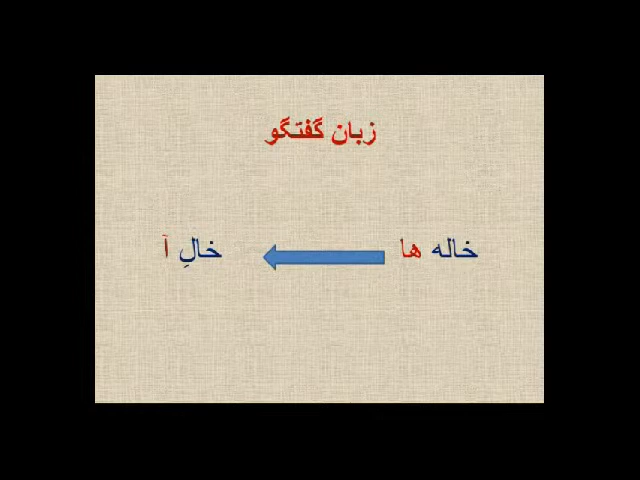 زبان گفتگو
خاله ها
خالِ آ